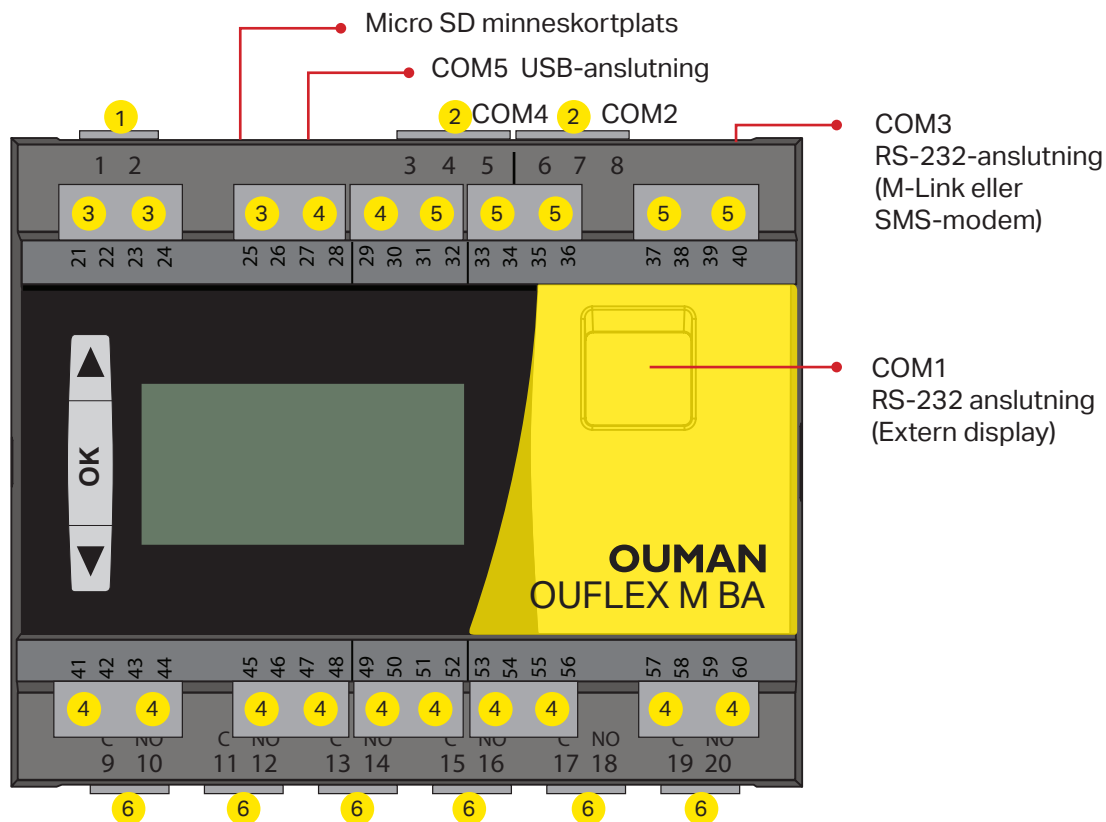 Micro SD minneskortplats
COM5 USB-anslutning
1 2 COM4 2 COM2
COM3
RS-232-anslutning
(M-Link eller
SMS-modem)
1 2 3 4 5 6 7 8
3 3 3 4 4 5 5 5 5 5
21 22 23 24 25 26 27 28 29 30 31 32 33 34 35 36 37 38 39 40
COM1
RS-232 anslutning
(Extern display)
OK
OUMAN
OUFLEX M BA
41 42 43 44 45 46 47 48 49 50 51 52 53 54 55 56 57 58 59 60
4 4 4 4 4 4 4 4 4 4
C NO C NO C NO C NO C NO C NO
9 10 11 12 13 14 15 16 17 18 19 20
6 6 6 6 6 6